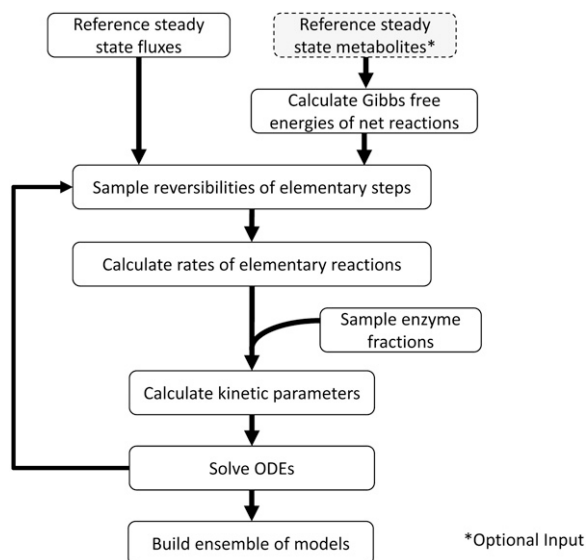 Reference steady
state fluxes
Reference steady
state metabolites*
Calculate Gibbs free
energies of net reactions
Sample reversibilities of elementary steps
Calculate rates of elementary reactions
Sample enzyme
fractions
Calculate kinetic parameters
Solve ODEs
Build ensemble of models
*Optional Input